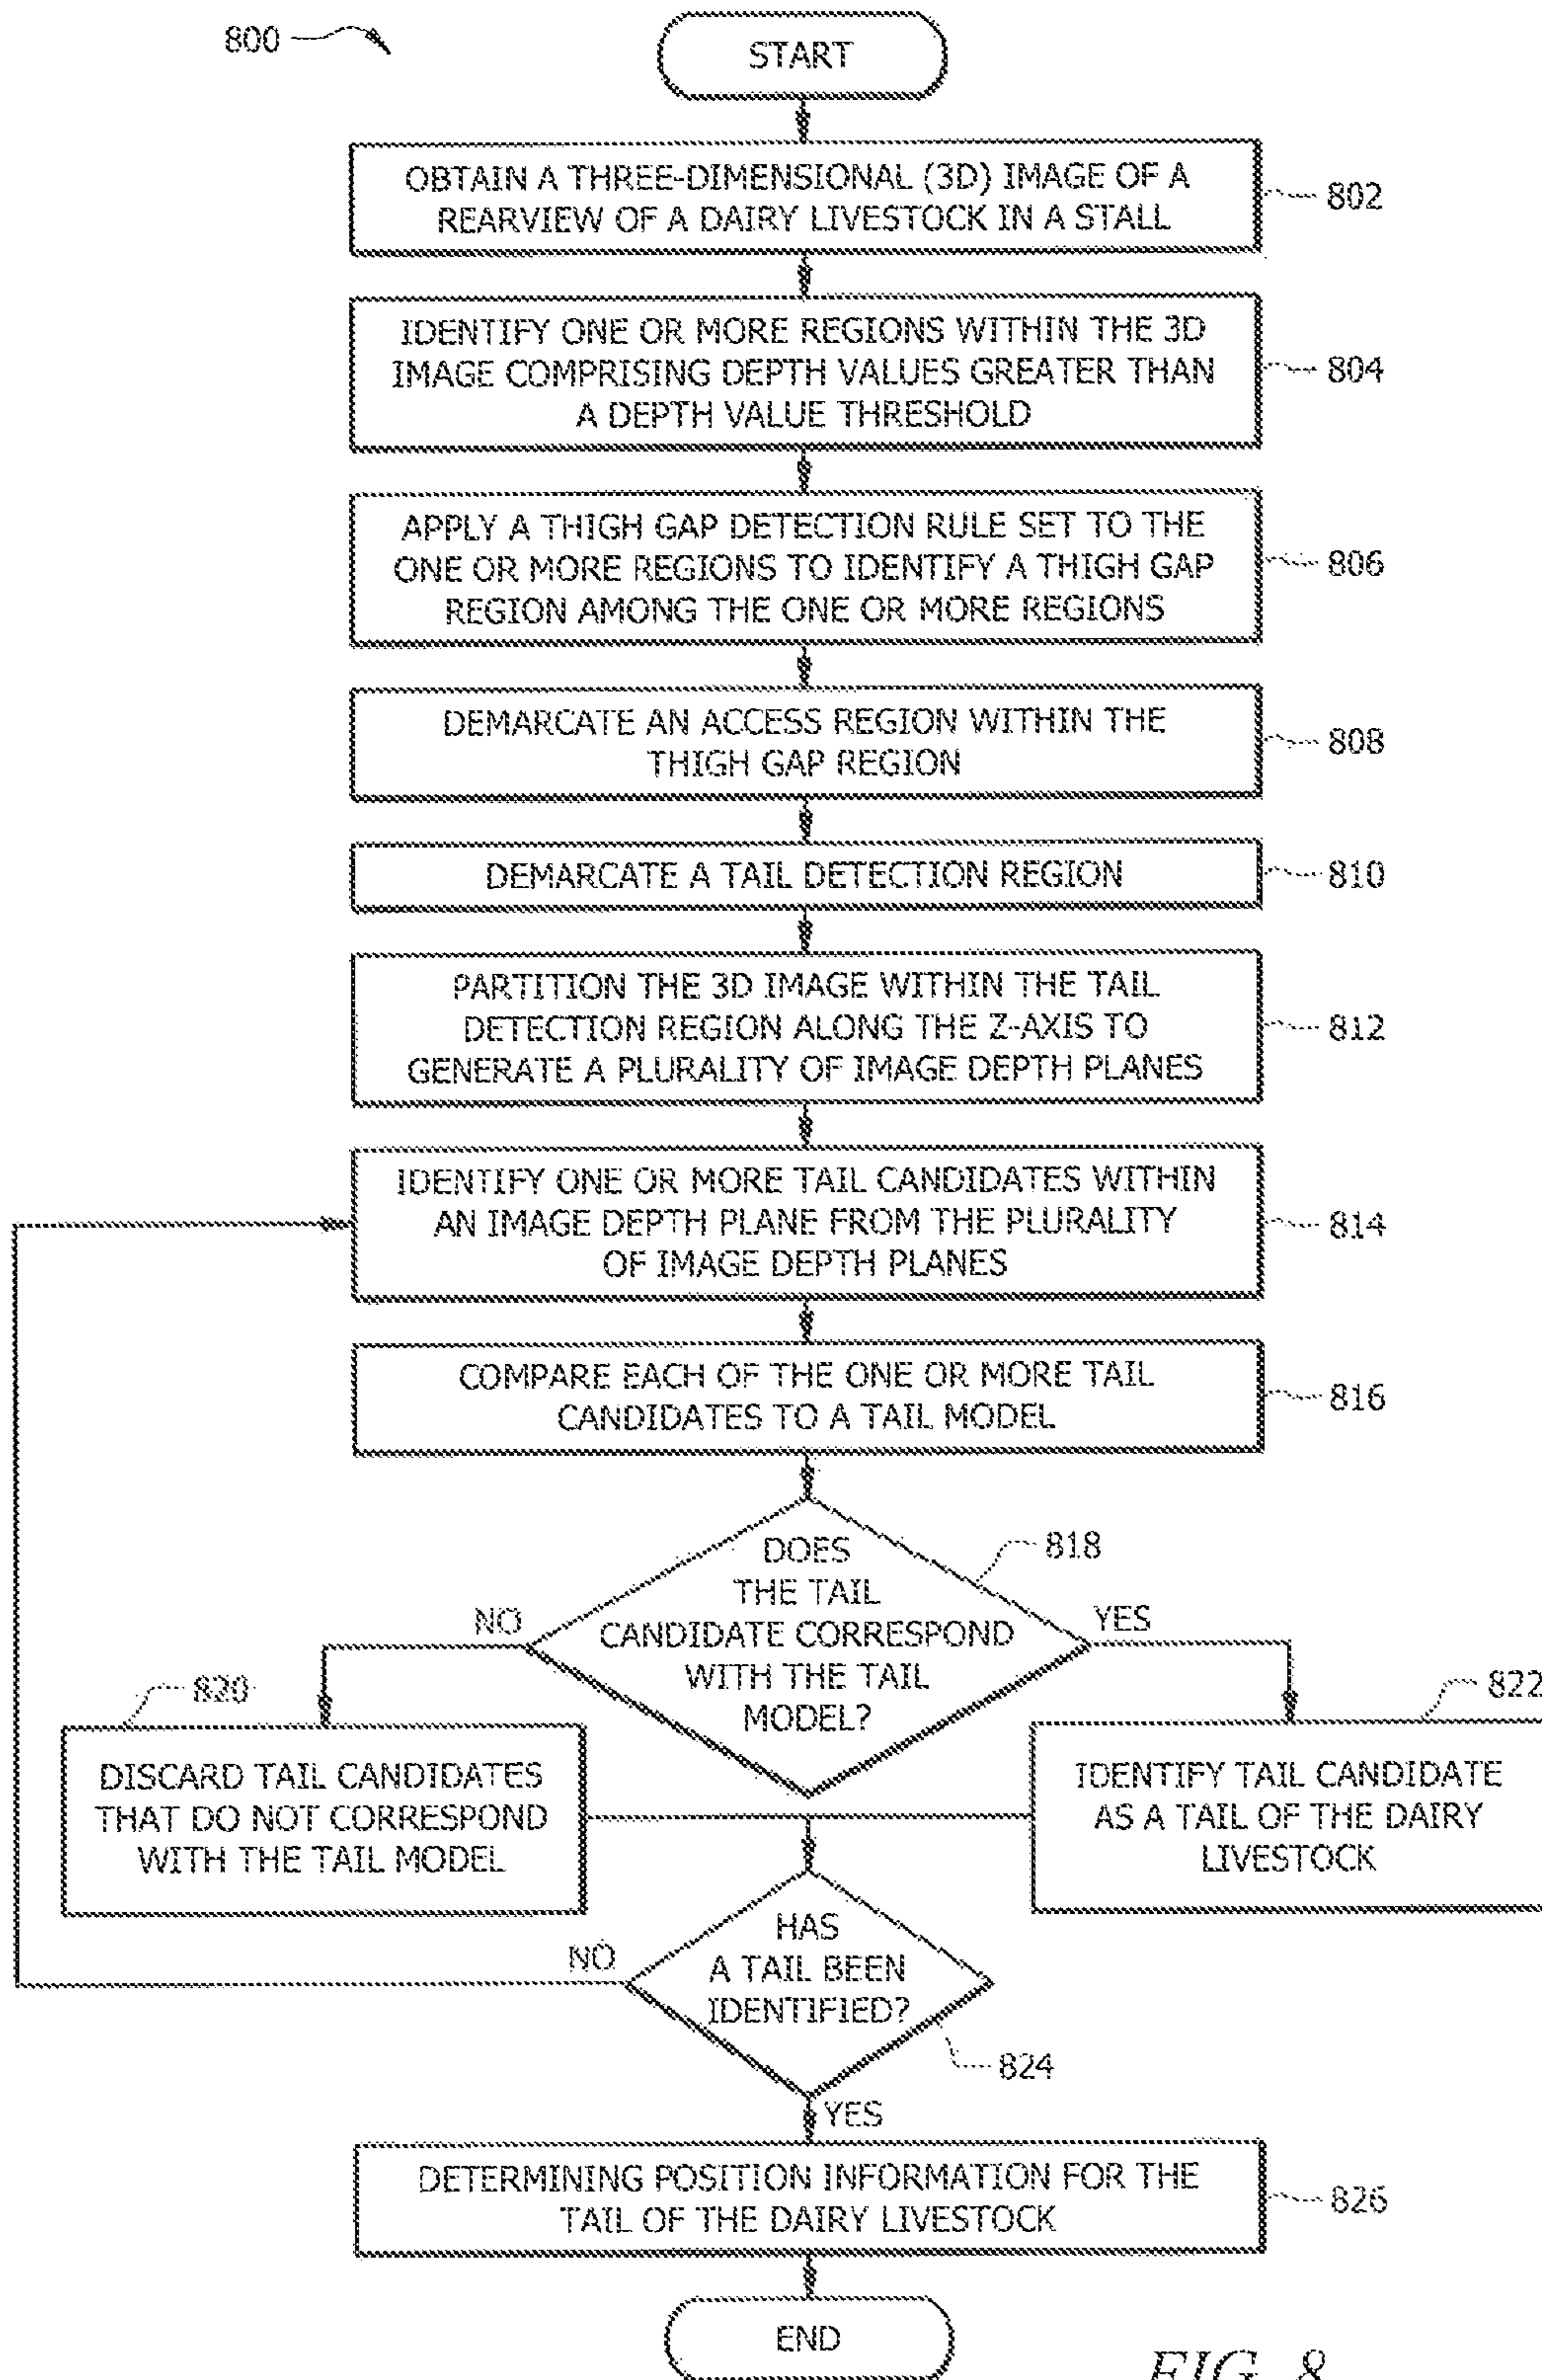 800
START
OBTAIN A THREE-DIMENSIONAL (3D) IMAGE OF A
REARVIEW OF A DAIRY LIVESTOCK IN A STALL
802
IDENTIFY ONE OR MORE REGIONS WITHIN THE 3D
IMAGE COMPRISING DEPTH VALUES GREATER THAN
A DEPTH VALUE THRESHOLD
804
APPLY A THIGH GAP DETECTION RULE SET TO THE
ONE OR MORE REGIONS TO IDENTIFY A THIGH GAP
REGION AMONG THE ONE OR MORE REGIONS
806
DEMARCATE AN ACCESS REGION WITHIN THE
THIGH GAP REGION
808
DEMARCATE A TAIL DETECTION REGION
810
PARTITION THE 3D IMAGE WITHIN THE TAIL
DETECTION REGION ALONG THE Z-AXIS TO
GENERATE A PLURALITY OF IMAGE DEPTH PLANES
812
IDENTIFY ONE OR MORE TAIL CANDIDATES WITHIN
AN IMAGE DEPTH PLANE FROM THE PLURALITY
OF IMAGE DEPTH PLANES
814
COMPARE EACH OF THE ONE OR MORE TAIL
CANDIDATES TO A TAIL MODEL
816
DOES
THE TAIL
CANDIDATE CORRESPOND
WITH THE TAIL
MODEL?
818
NO
YES
820
DISCARD TAIL CANDIDATES
THAT DO NOT CORRESPOND
WITH THE TAIL MODEL
822
IDENTIFY TAIL CANDIDATE
AS A TAIL OF THE DAIRY
LIVESTOCK
HAS
A TAIL BEEN
IDENTIFIED?
NO
824
YES
DETERMINING POSITION INFORMATION FOR THE
TAIL OF THE DAIRY LIVESTOCK
826
END
FIG. 8